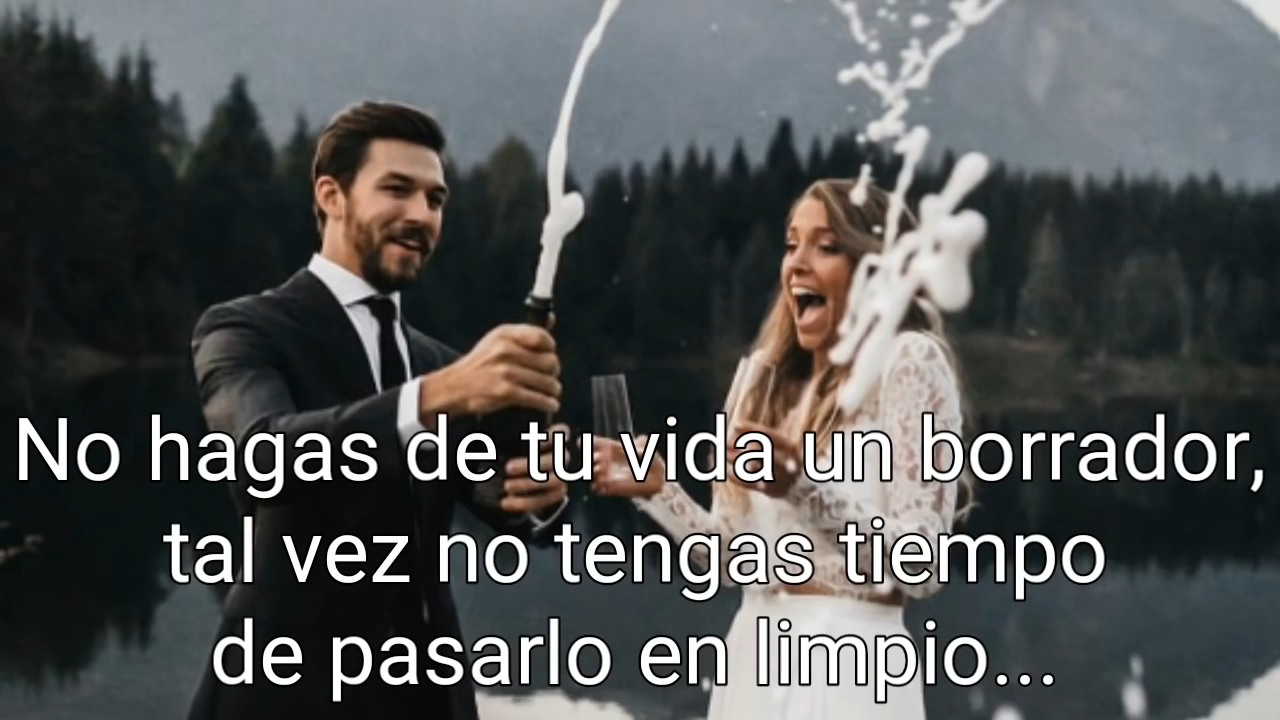 No hagas de tu vida un borrador,
tal vez no tengas tiempo
de pasarlo en limpio...